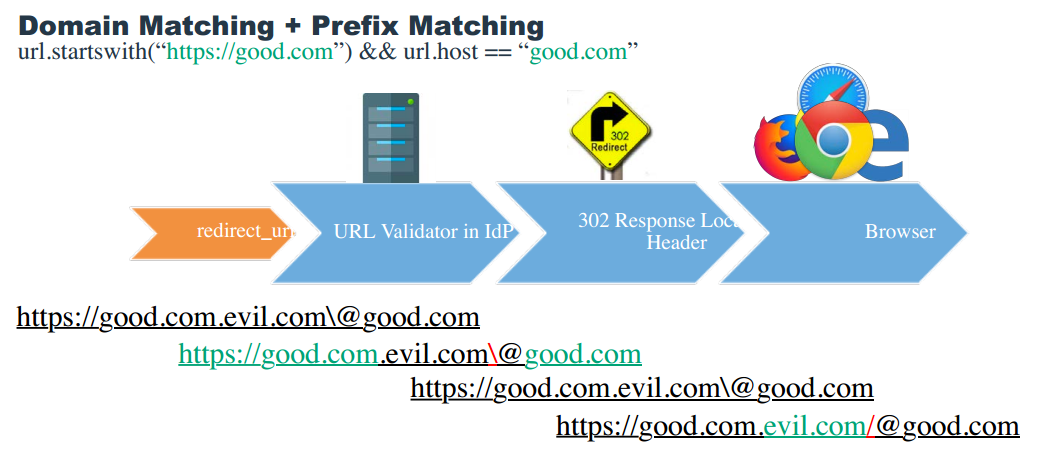 Domain Matching + Prefix Matching
url.startswith(“https://good.com”) && url.host == “good.com”
302
Redirect
redirect_ur
URL Validator in IdP
302 Response Loc
Header
Browser
https://good.com.evil.com\@good.com
https://good.com.evil.com\@good.com
https://good.com.evil.com\@good.com
https://good.com.evil.com/@good.com